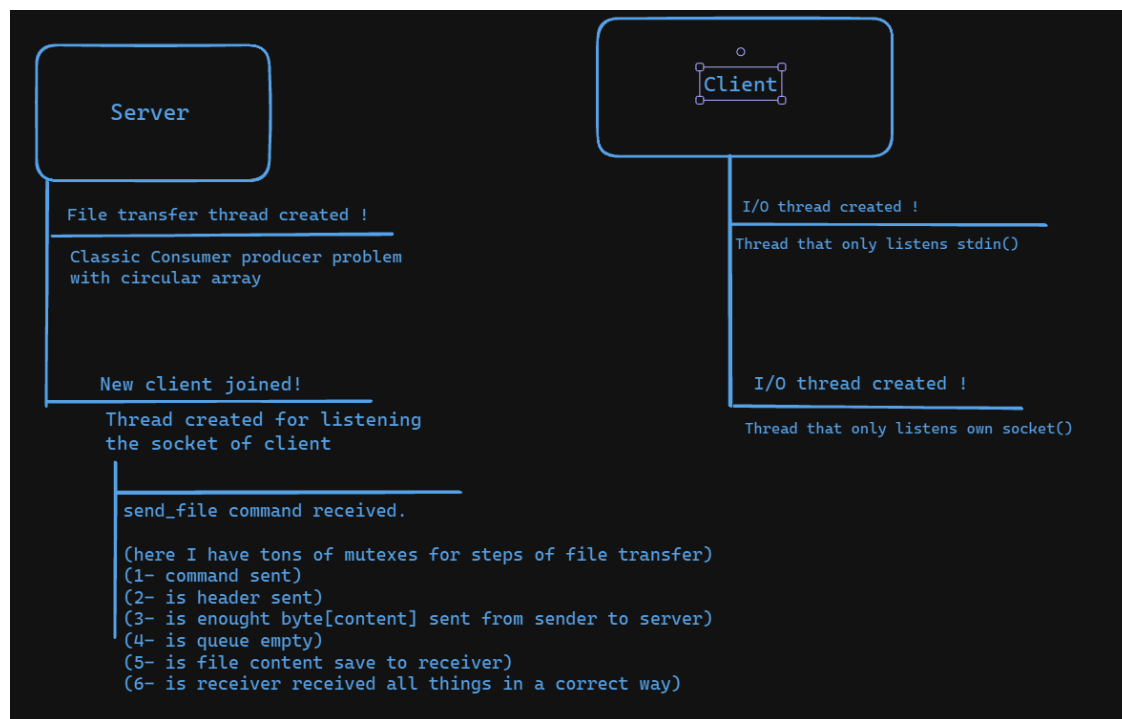 Server
File transfer thread created !
Classic Consumer producer problem
with circular array
New client joined!
Thread created for listening
the socket of client
send_file command received.
(here I have tons of mutexes for steps of file transfer)
(1- command sent)
(2- is header sent)
(3- is enought byte[content] sent from sender to server)
(4- is queue empty)
(5- is file content save to receiver)
(6- is receiver received all things in a correct way)
Client
I/O thread created !
Thread that only listens stdin()
I/O thread created !
Thread that only listens own socket()